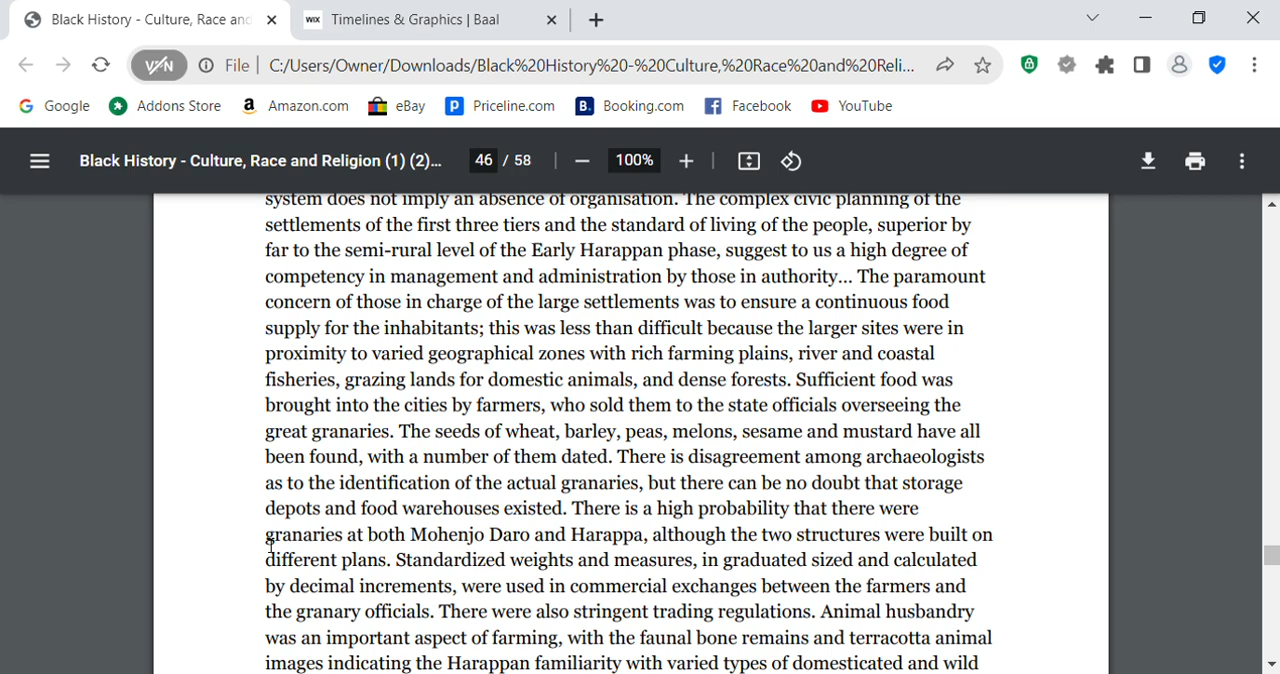 Black History - Culture, Race and
WIX Timelines & Graphics | Baal
VPN File C:/Users/Owner/Downloads/Black%20History%20-%20Culture,%20Race%20and%20Reli...
Google Addons Store Amazon.com eBay Priceline.com Booking.com Facebook YouTube
Black History - Culture, Race and Religion (1) (2)... 46 / 58 100%
system does not imply an absence of organisation. The complex civic planning of the
settlements of the first three tiers and the standard of living of the people, superior by
far to the semi-rural level of the Early Harappan phase, suggest to us a high degree of
competency in management and administration by those in authority... The paramount
concern of those in charge of the large settlements was to ensure a continuous food
supply for the inhabitants; this was less than difficult because the larger sites were in
proximity to varied geographical zones with rich farming plains, river and coastal
fisheries, grazing lands for domestic animals, and dense forests. Sufficient food was
brought into the cities by farmers, who sold them to the state officials overseeing the
great granaries. The seeds of wheat, barley, peas, melons, sesame and mustard have all
been found, with a number of them dated. There is disagreement among archaeologists
as to the identification of the actual granaries, but there can be no doubt that storage
depots and food warehouses existed. There is a high probability that there were
granaries at both Mohenjo Daro and Harappa, although the two structures were built on
different plans. Standardized weights and measures, in graduated sized and calculated
by decimal increments, were used in commercial exchanges between the farmers and
the granary officials. There were also stringent trading regulations. Animal husbandry
was an important aspect of farming, with the faunal bone remains and terracotta animal
images indicating the Harappan familiarity with varied types of domesticated and wild